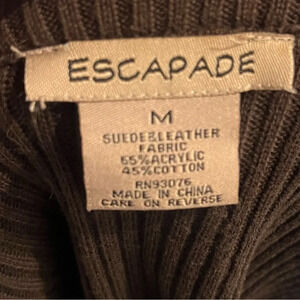 ESCAPADE
M
SUEDE&LEATHER
FABRIC
55%ACRYLIC
45%COTTON
RN93076
MADE IN CHINA
CARE ON REVERSE